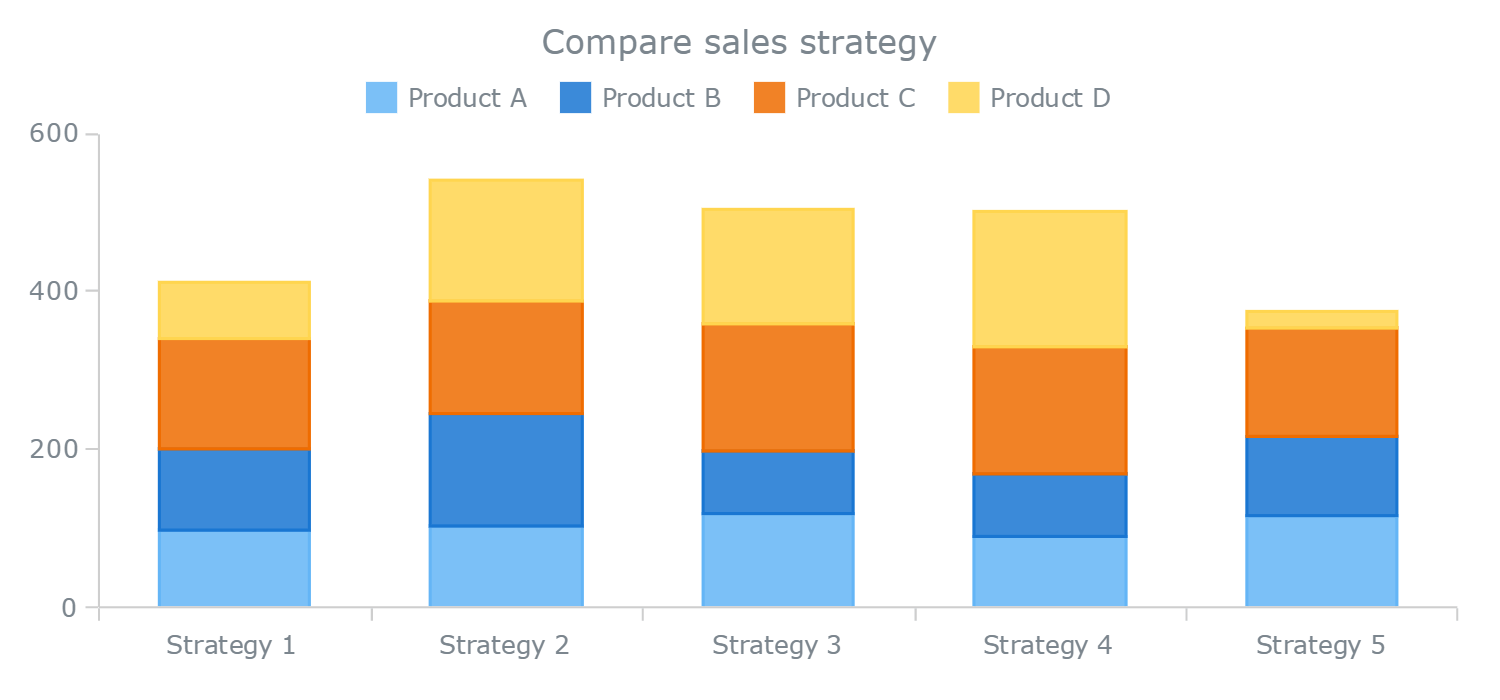 Compare sales strategy
Product A Product B Product C Product D
600
400
200
0
Strategy 1 Strategy 2 Strategy 3 Strategy 4 Strategy 5